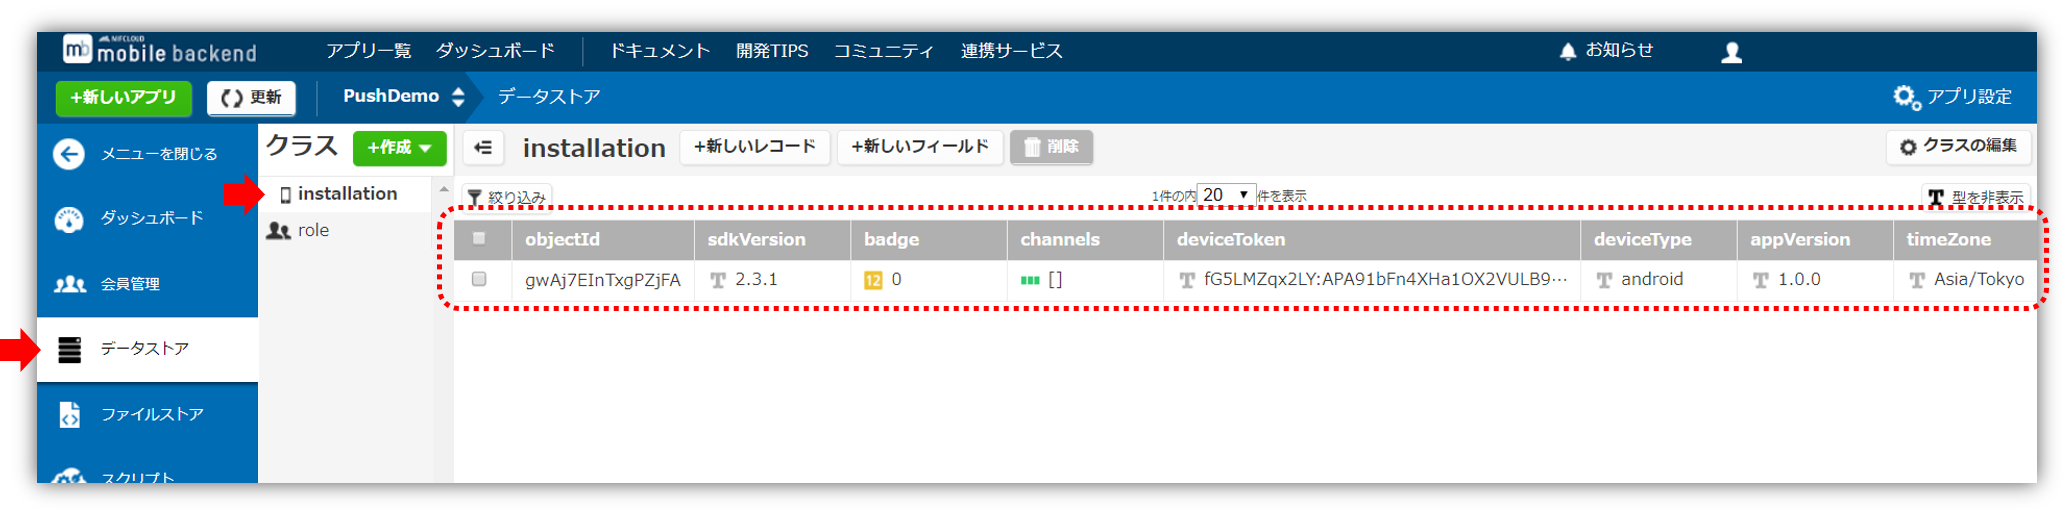 mb NIFCLOUD mobile backend アプリ一覧 ダッシュボード ドキュメント 開発TIPS コミュニティ 連携サービス お知らせ
+新しいアプリ 更新 PushDemo データストア アプリ設定
メニューを閉じる
ダッシュボード
会員管理
データストア
ファイルストア
スクリプト
クラス +作成
installation
role
installation +新しいレコード +新しいフィールド 削除 クラスの編集
絞り込み 1件の内 20 件を表示 T 型を非表示
objectId sdkVersion badge channels deviceToken deviceType appVersion timeZone
gwAj7EInTxgPZjFA T 2.3.1 12 0 [] T fG5LMZqx2LY:APA91bFn4XHa1OX2VULB9… T android T 1.0.0 T Asia/Tokyo